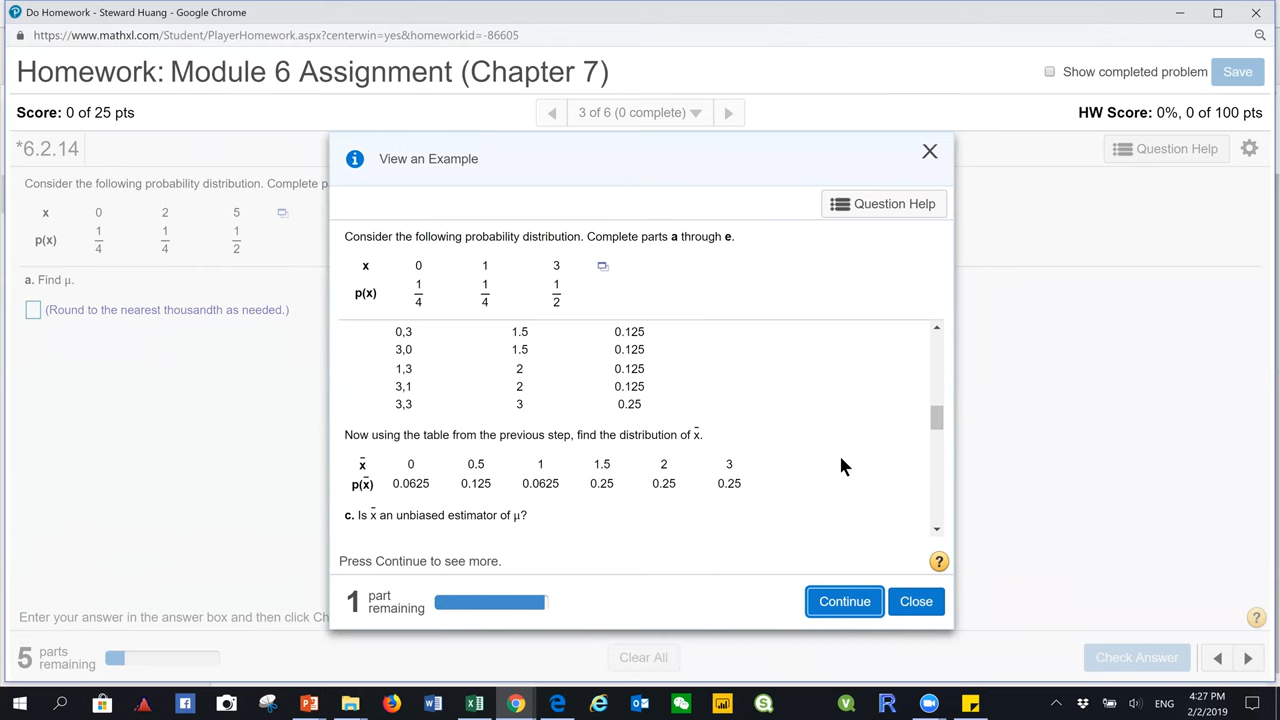 Do Homework - Steward Huang - Google Chrome
https://www.mathxl.com/Student/PlayerHomework.aspx?centerwin=yes&homeworkid=-86605
Homework: Module 6 Assignment (Chapter 7)
Show completed problem
Save
Score: 0 of 25 pts
3 of 6 (0 complete)
HW Score: 0%, 0 of 100 pts
*6.2.14
Question Help
Consider the following probability distribution. Complete p
x 0 2 5
p(x) 1/4 1/4 1/2
a. Find μ.
(Round to the nearest thousandth as needed.)
i View an Example
Question Help
Consider the following probability distribution. Complete parts a through e.
x 0 1 3
p(x) 1/4 1/4 1/2
0,3 1.5 0.125
3,0 1.5 0.125
1,3 2 0.125
3,1 2 0.125
3,3 3 0.25
Now using the table from the previous step, find the distribution of x̄.
x̄ 0 0.5 1 1.5 2 3
p(x̄) 0.0625 0.125 0.0625 0.25 0.25 0.25
c. Is x̄ an unbiased estimator of μ?
Press Continue to see more.
?
1 part remaining
Continue
Close
Enter your answer in the answer box and then click Ch
?
5 parts remaining
Clear All
Check Answer
ENG
4:27 PM
2/2/2019